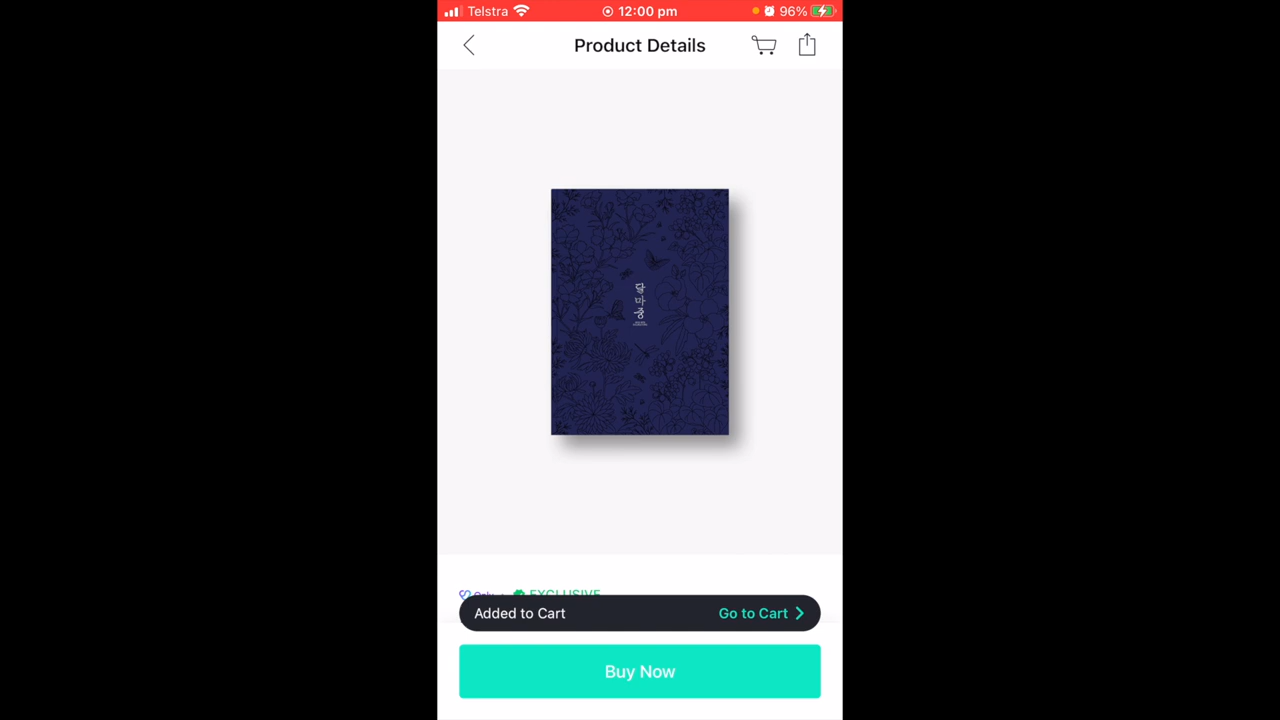 Telstra 12:00 pm 96%
Product Details
달
마
중
EXCLUSIVE
Added to Cart Go to Cart
Buy Now